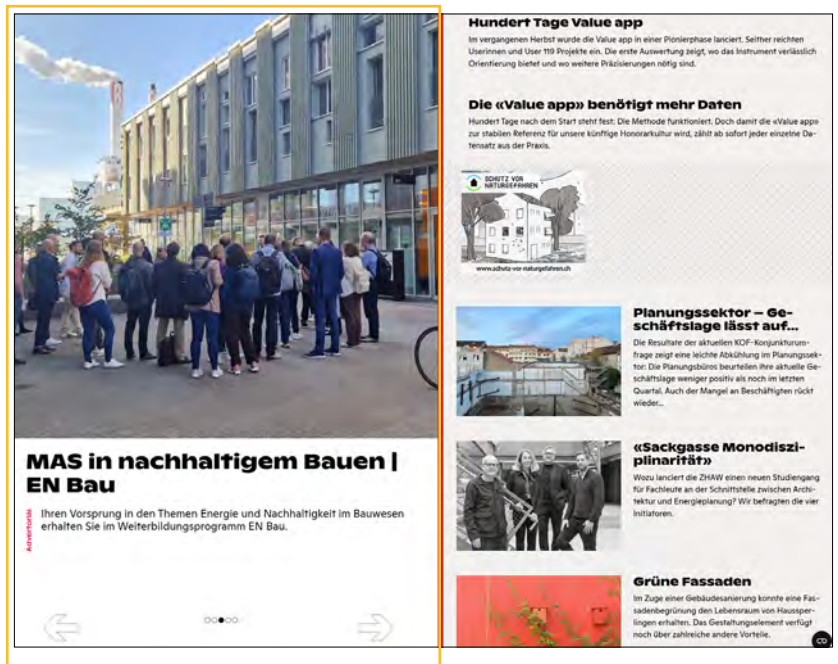 MAS in nachhaltigem Bauen |
EN Bau
Advertorial
Ihren Vorsprung in den Themen Energie und Nachhaltigkeit im Bauwesen
erhalten Sie im Weiterbildungsprogramm EN Bau.
Hundert Tage Value app
Im vergangenen Herbst wurde die Value app in einer Pionierphase lanciert. Seither reichten
Userinnen und User 119 Projekte ein. Die erste Auswertung zeigt, wo das Instrument verlässlich
Orientierung bietet und wo weitere Präzisierungen nötig sind.
Die «Value app» benötigt mehr Daten
Hundert Tage nach dem Start steht fest: Die Methode funktioniert. Doch damit die «Value app»
zur stabilen Referenz für unsere künftige Honorarkultur wird, zählt ab sofort jeder einzelne Da-
tensatz aus der Praxis.
SCHUTZ VOR
NATURGEFAHREN
www.schutz-vor-naturgefahren.ch
Planungssektor – Ge-
schäftslage lässt auf...
Die Resultate der aktuellen KOF-Konjunkturum-
frage zeigt eine leichte Abkühlung im Planungssek-
tor: Die Planungsbüros beurteilen ihre aktuelle Ge-
schäftslage weniger positiv als noch im letzten
Quartal. Auch der Mangel an Beschäftigten rückt
wieder...
«Sackgasse Monodiszi-
plinarität»
Wozu lanciert die ZHAW einen neuen Studiengang
für Fachleute an der Schnittstelle zwischen Archi-
tektur und Energieplanung? Wir befragten die vier
Initiatoren.
Grüne Fassaden
Im Zuge einer Gebäudesanierung konnte eine Fas-
sadenbegrünung den Lebensraum von Haussper-
lingen erhalten. Das Gestaltungselement verfügt
noch über zahlreiche andere Vorteile.